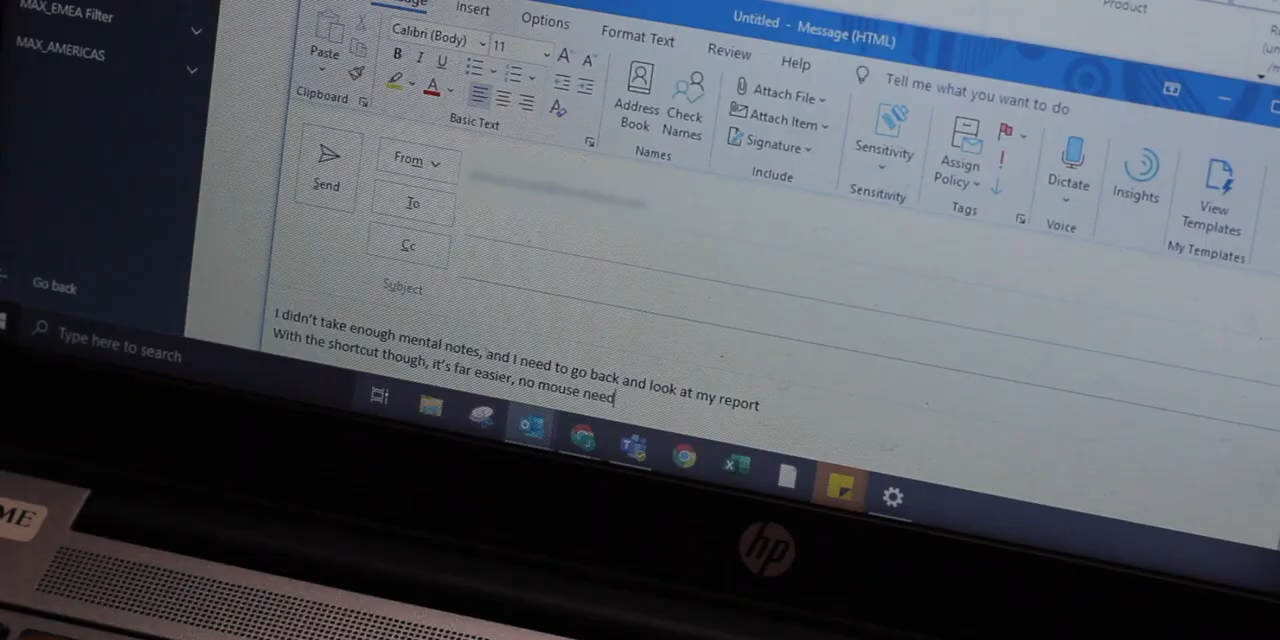 MAX_EMEA Filter
MAX_AMERICAS
Go back
Type here to search
Untitled - Message (HTML)
Product
Insert
Options
Format Text
Review
Help
Tell me what you want to do
Paste
Clipboard
Calibri (Body)
11
B I U
A A
A
Basic Text
Address Book
Check Names
Names
Attach File
Attach Item
Signature
Include
Sensitivity
Sensitivity
Assign Policy
Tags
Dictate
Voice
Insights
View Templates
My Templates
Send
From
To
Cc
Subject
I didn't take enough mental notes, and I need to go back and look at my report
With the shortcut though, it's far easier, no mouse need
hp
ME